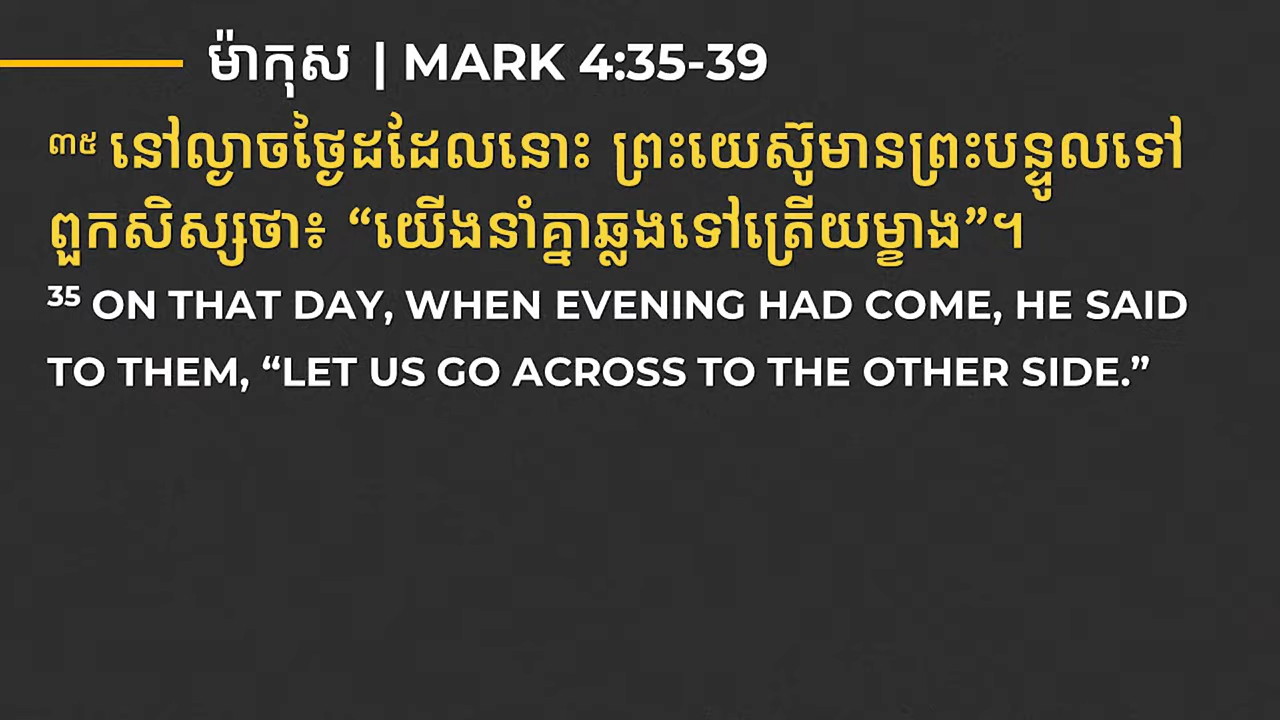 ម៉ាកុស | MARK 4:35-39
៣៥ នៅល្ងាចថ្ងៃដដែលនោះ ព្រះយេស៊ូមានព្រះបន្ទូលទៅ
ពួកសិស្សថា៖ “យើងនាំគ្នាឆ្លងទៅត្រើយម្ខាង”។
35 ON THAT DAY, WHEN EVENING HAD COME, HE SAID
TO THEM, “LET US GO ACROSS TO THE OTHER SIDE.”